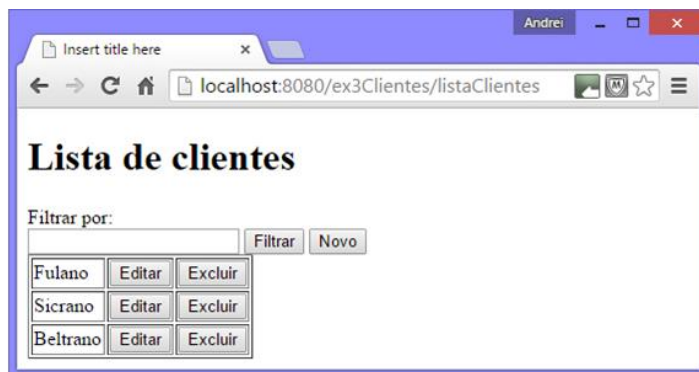 Andrei
Insert title here
localhost:8080/ex3Clientes/listaClientes
Lista de clientes
Filtrar por:
Filtrar Novo
Fulano Editar Excluir
Sicrano Editar Excluir
Beltrano Editar Excluir